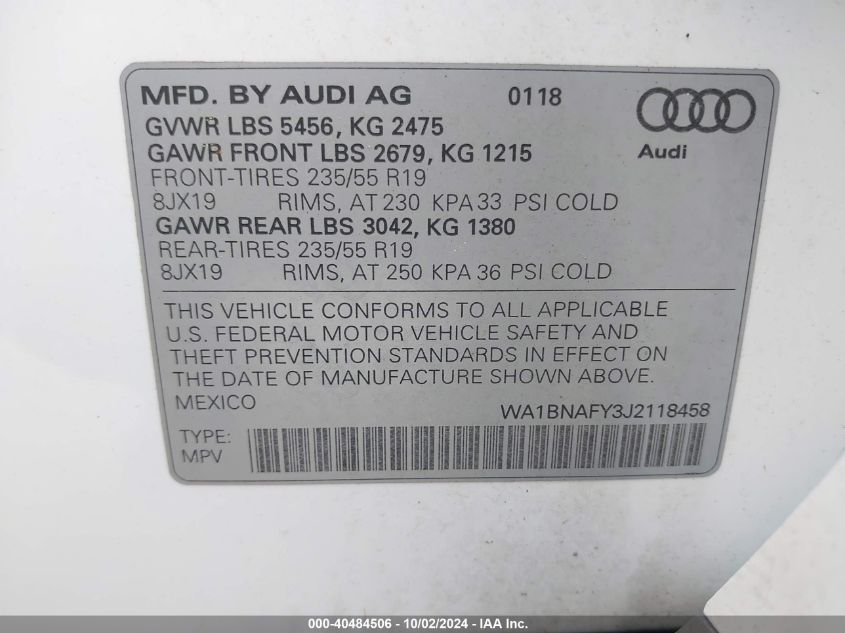 MFD. BY AUDI AG 0118
GVWR LBS 5456, KG 2475
GAWR FRONT LBS 2679, KG 1215
Audi
FRONT-TIRES 235/55 R19
8JX19 RIMS, AT 230 KPA 33 PSI COLD
GAWR REAR LBS 3042, KG 1380
REAR-TIRES 235/55 R19
8JX19 RIMS, AT 250 KPA 36 PSI COLD
THIS VEHICLE CONFORMS TO ALL APPLICABLE
U.S. FEDERAL MOTOR VEHICLE SAFETY AND
THEFT PREVENTION STANDARDS IN EFFECT ON
THE DATE OF MANUFACTURE SHOWN ABOVE.
MEXICO WA1BNAFY3J2118458
TYPE:
MPV
000-40484506 - 10/02/2024 - IAA Inc.